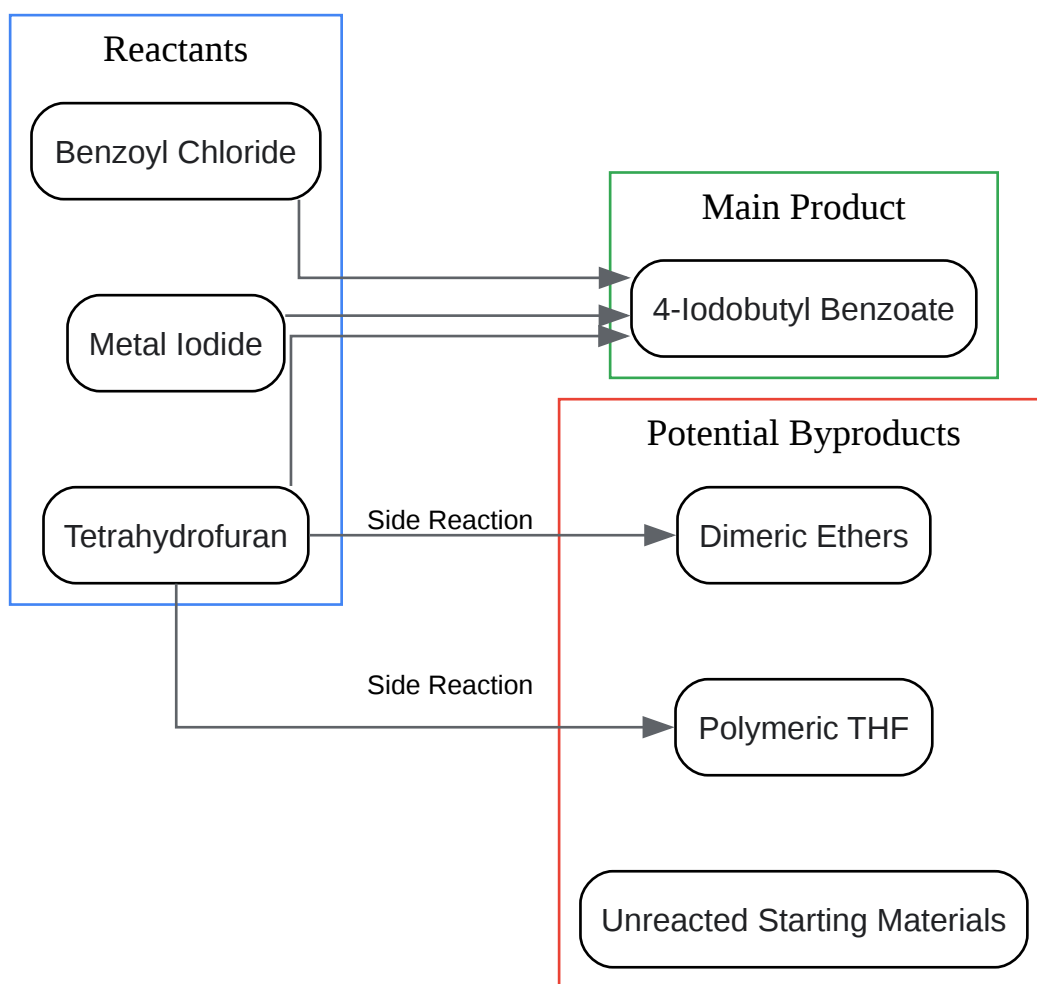 Reactants
Benzoyl Chloride
Metal Iodide
Tetrahydrofuran
Main Product
4-Iodobutyl Benzoate
Potential Byproducts
Side Reaction
Dimeric Ethers
Side Reaction
Polymeric THF
Unreacted Starting Materials